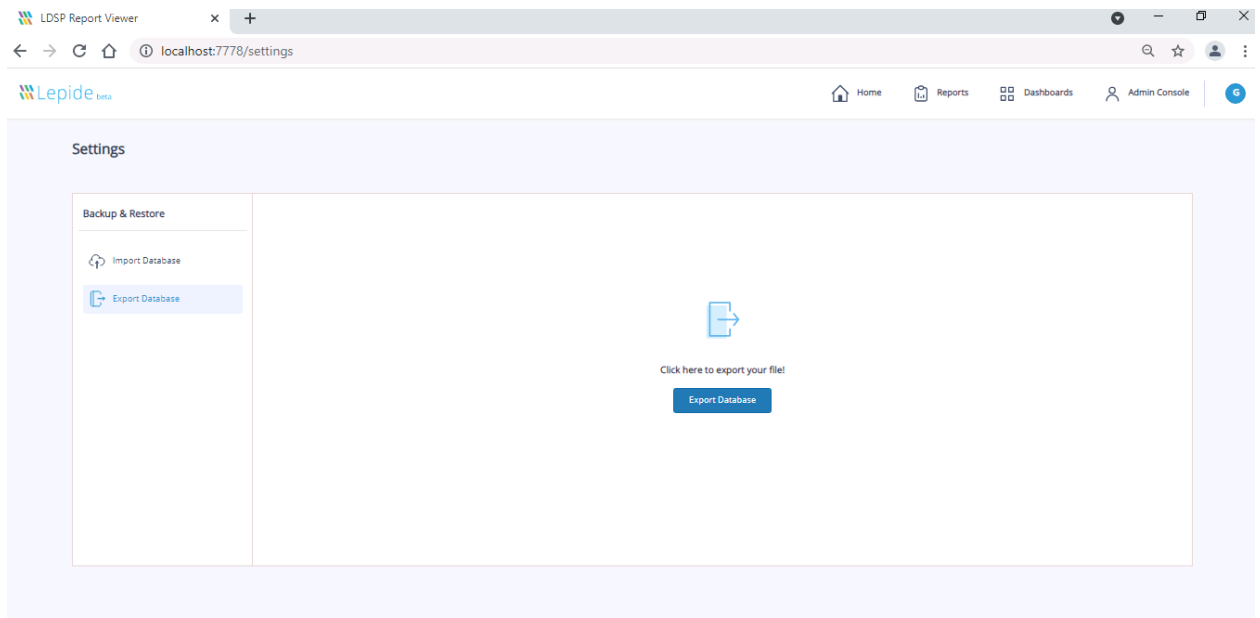 LDSP Report Viewer
localhost:7778/settings
Lepide beta
Home
Reports
Dashboards
Admin Console
G
Settings
Backup & Restore
Import Database
Export Database
Click here to export your file!
Export Database